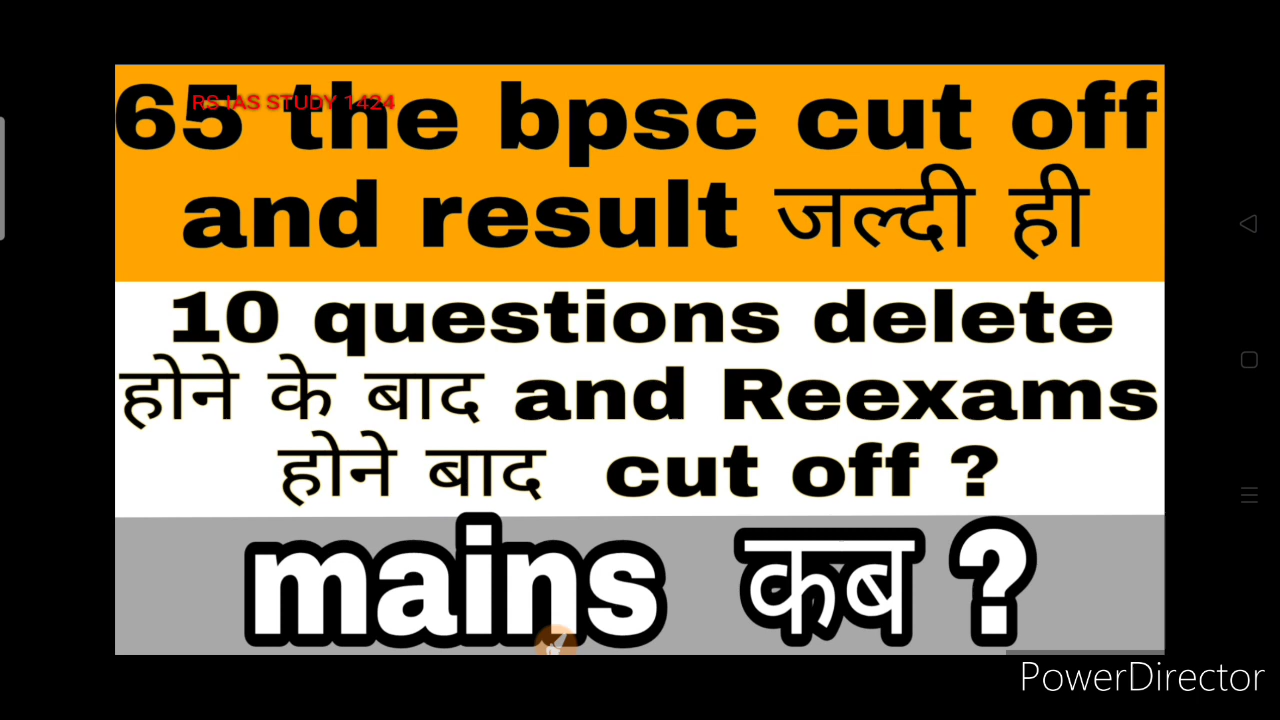 RS IAS STUDY 1424
65 the bpsc cut off
and result जल्दी ही
10 questions delete
होने के बाद and Reexams
होने बाद cut off ?
mains कब ?
PowerDirector